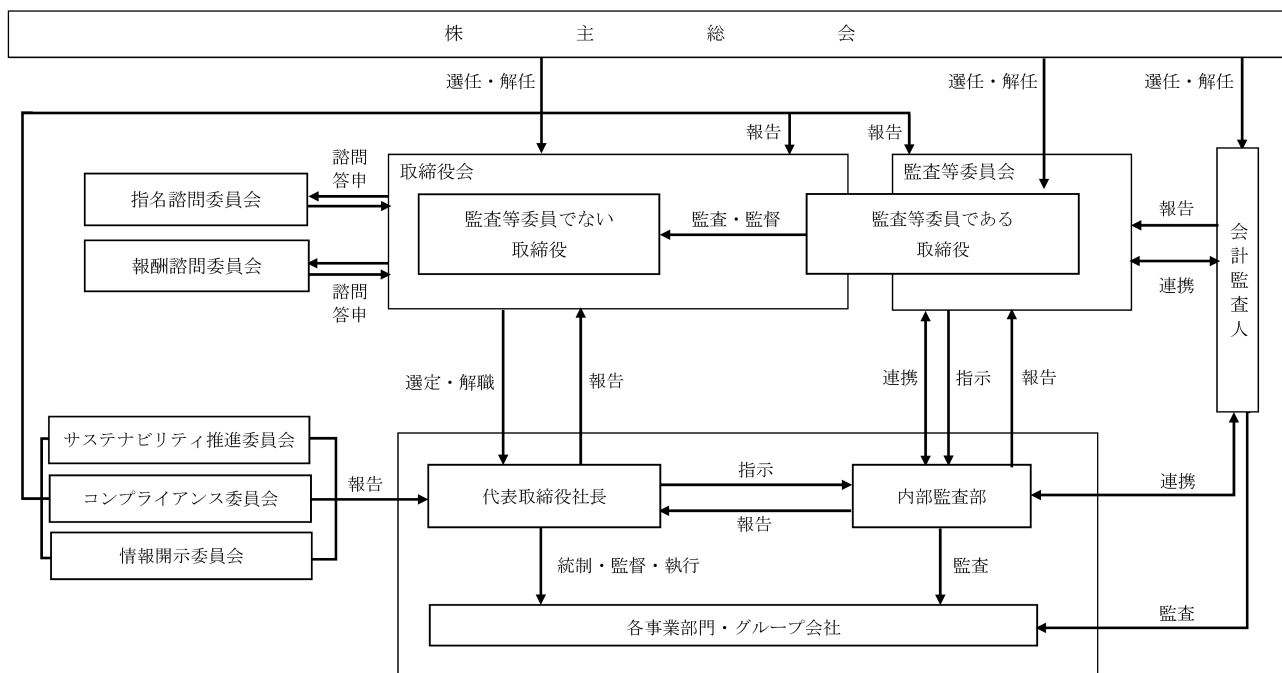 株主総会
選任・解任
選任・解任
選任・解任
報告
報告
諮問
答申
取締役会
監査等委員会
指名諮問委員会
監査等委員でない
取締役
監査・監督
監査等委員である
取締役
報告
会計監査人
報酬諮問委員会
連携
諮問
答申
選定・解職
報告
連携
指示
報告
サステナビリティ推進委員会
コンプライアンス委員会
情報開示委員会
報告
代表取締役社長
指示
報告
内部監査部
連携
統制・監督・執行
監査
各事業部門・グループ会社
監査